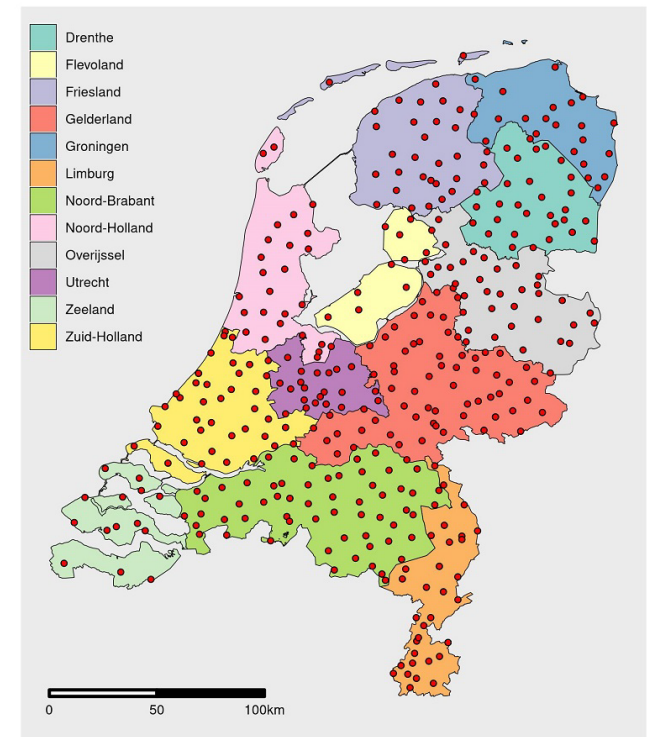 Drenthe
Flevoland
Friesland
Gelderland
Groningen
Limburg
Noord-Brabant
Noord-Holland
Overijssel
Utrecht
Zeeland
Zuid-Holland
0 50 100km